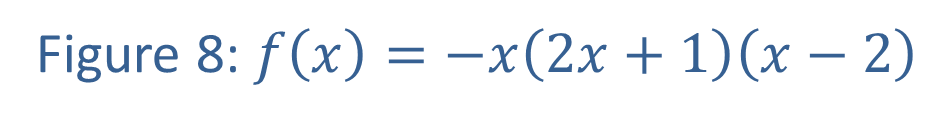 Figure 8: f(x) = −x(2x + 1)(x − 2)